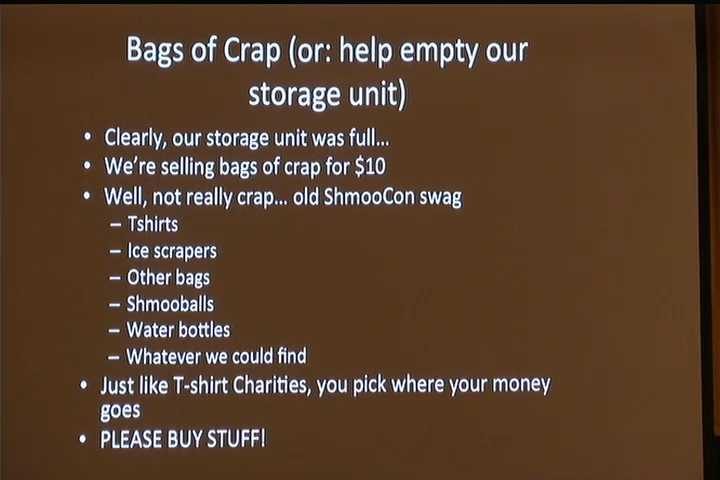 Bags of Crap (or: help empty our
storage unit)
• Clearly, our storage unit was full...
• We're selling bags of crap for $10
• Well, not really crap... old ShmooCon swag
– Tshirts
– Ice scrapers
– Other bags
– Shmooballs
– Water bottles
– Whatever we could find
• Just like T-shirt Charities, you pick where your money
goes
• PLEASE BUY STUFF!